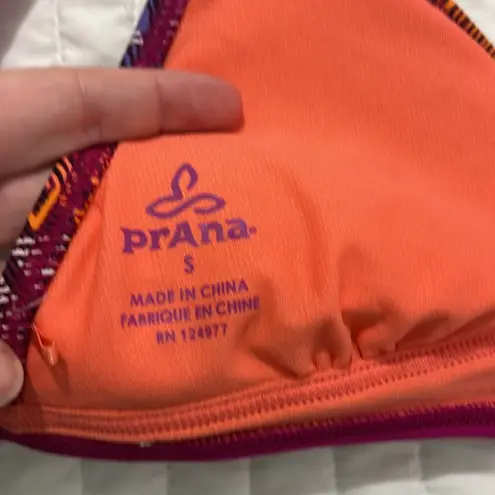 prAna
S
MADE IN CHINA
FABRIQUE EN CHINE
RN 124977